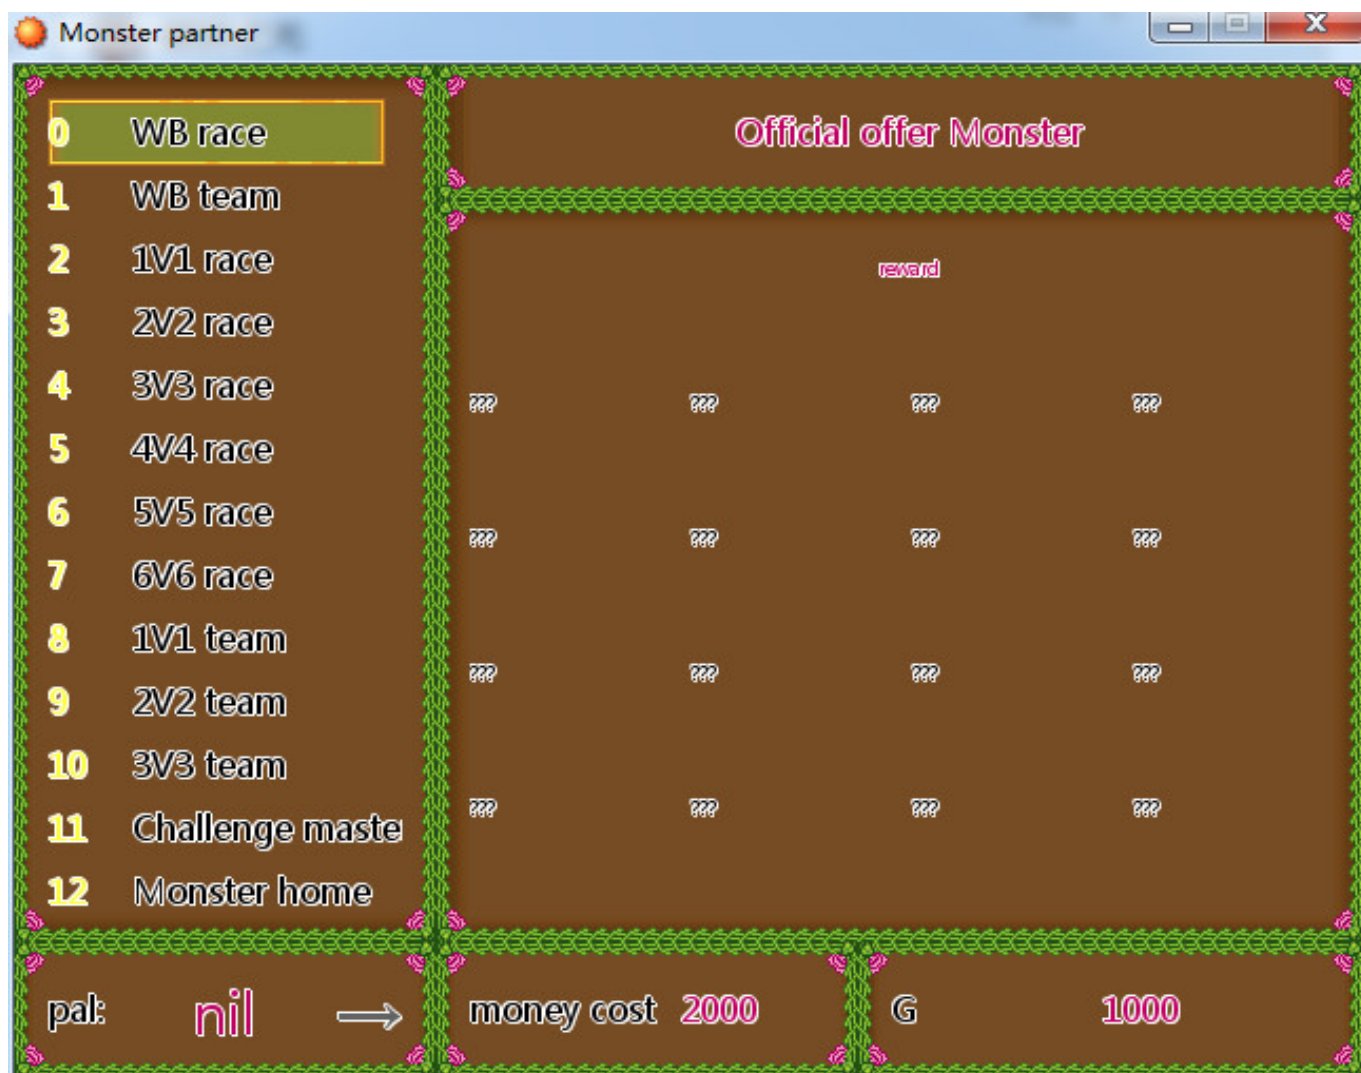 Monster partner
0 WB race
1 WB team
2 1V1 race
3 2V2 race
4 3V3 race
5 4V4 race
6 5V5 race
7 6V6 race
8 1V1 team
9 2V2 team
10 3V3 team
11 Challenge maste
12 Monster home
Official offer Monster
reward
??? ??? ??? ???
??? ??? ??? ???
??? ??? ??? ???
??? ??? ??? ???
pal: nil →
money cost 2000
G 1000